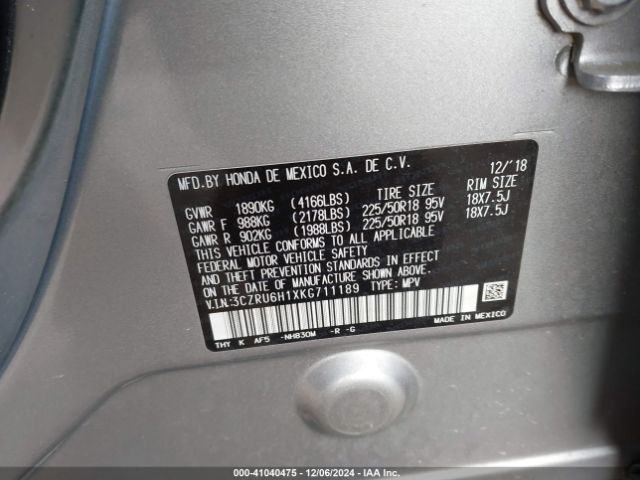 MFD.BY HONDA DE MEXICO S.A. DE C.V. 12/'18
GVWR 1890KG (4166LBS) TIRE SIZE RIM SIZE
GAWR F 988KG (2178LBS) 225/50R18 95V 18X7.5J
GAWR R 902KG (1988LBS) 225/50R18 95V 18X7.5J
THIS VEHICLE CONFORMS TO ALL APPLICABLE
FEDERAL MOTOR VEHICLE SAFETY
AND THEFT PREVENTION STANDARDS IN EFFECT
ON THE DATE OF MANUFACTURE SHOWN ABOVE.
V.I.N:3CZRU6H1XKG711189 TYPE: MPV
THY K AF5 -NH830M -R -G MADE IN MEXICO
000-41040475 • 12/06/2024 • IAA Inc.